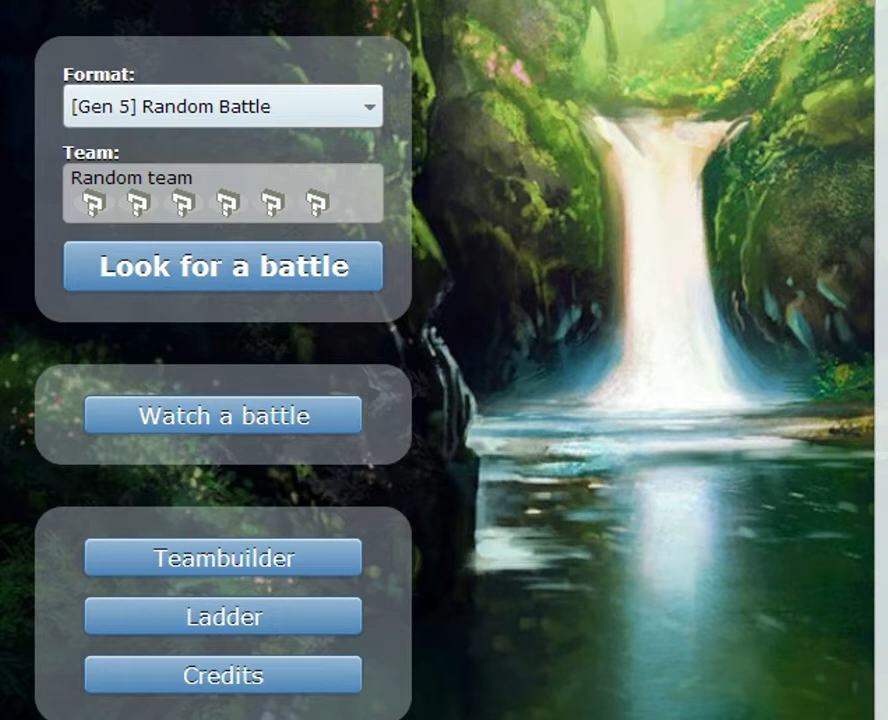 Format:
[Gen 5] Random Battle
Team:
Random team
? ? ? ? ? ?
Look for a battle
Watch a battle
Teambuilder
Ladder
Credits